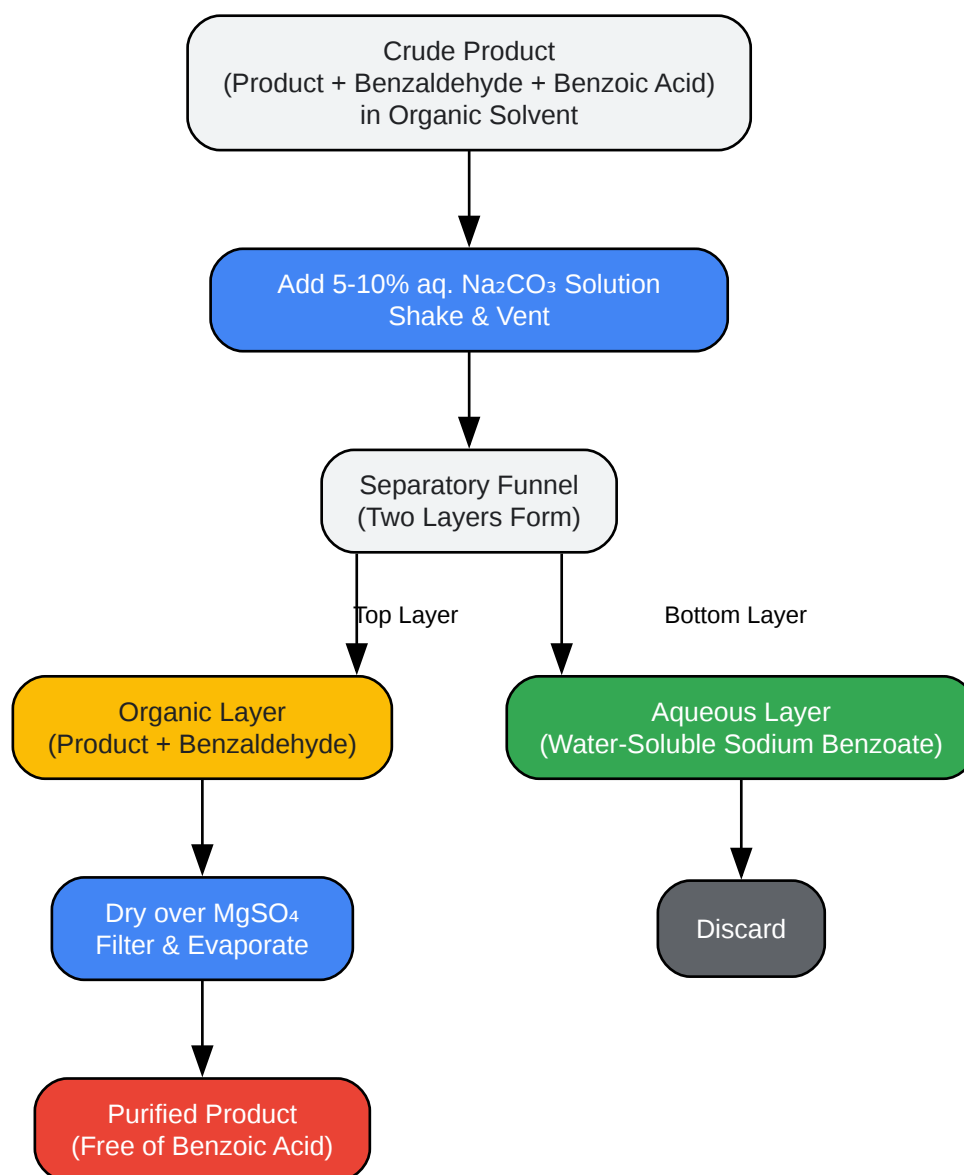 Crude Product
(Product + Benzaldehyde + Benzoic Acid)
in Organic Solvent
Add 5-10% aq. Na₂CO₃ Solution
Shake & Vent
Separatory Funnel
(Two Layers Form)
Top Layer
Bottom Layer
Organic Layer
(Product + Benzaldehyde)
Aqueous Layer
(Water-Soluble Sodium Benzoate)
Dry over MgSO₄
Filter & Evaporate
Discard
Purified Product
(Free of Benzoic Acid)